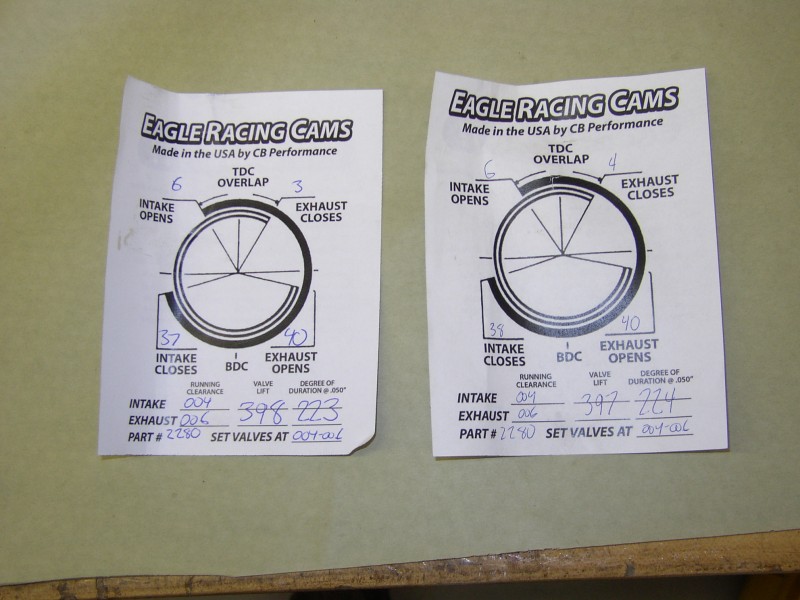 EAGLE RACING CAMS
Made in the USA by CB Performance
TDC
OVERLAP
6
3
INTAKE
OPENS
EXHAUST
CLOSES
37
40
INTAKE
CLOSES
BDC
EXHAUST
OPENS
RUNNING
CLEARANCE
VALVE
LIFT
DEGREE OF
DURATION @ .050"
INTAKE 004
EXHAUST 006 398 223
PART # 2280 SET VALVES AT 004-006
EAGLE RACING CAMS
Made in the USA by CB Performance
TDC
OVERLAP
6
4
INTAKE
OPENS
EXHAUST
CLOSES
38
40
INTAKE
CLOSES
BDC
EXHAUST
OPENS
RUNNING
CLEARANCE
VALVE
LIFT
DEGREE OF
DURATION @ .050"
INTAKE 004
EXHAUST 006 397 224
PART # 2280 SET VALVES AT 004-006